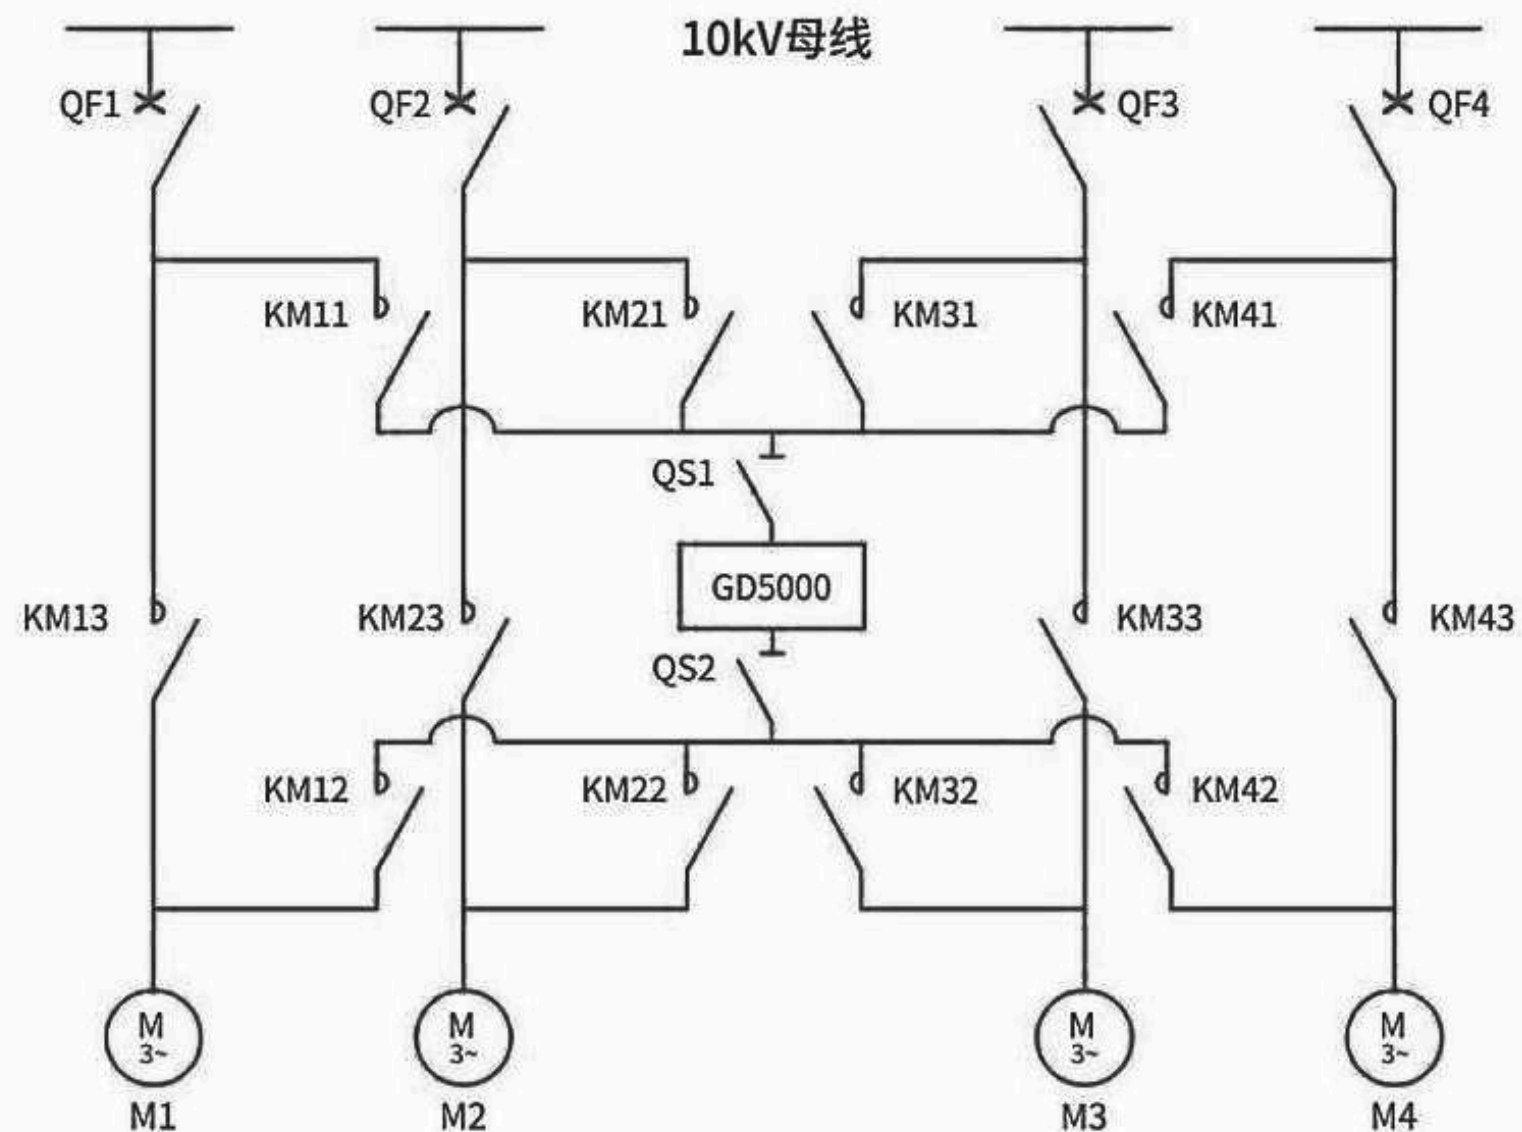 10kV母线
QF1
QF2
QF3
QF4
KM11
KM21
KM31
KM41
QS1
GD5000
KM13
KM23
KM33
KM43
QS2
KM12
KM22
KM32
KM42
M
3~
M
3~
M
3~
M
3~
M1
M2
M3
M4